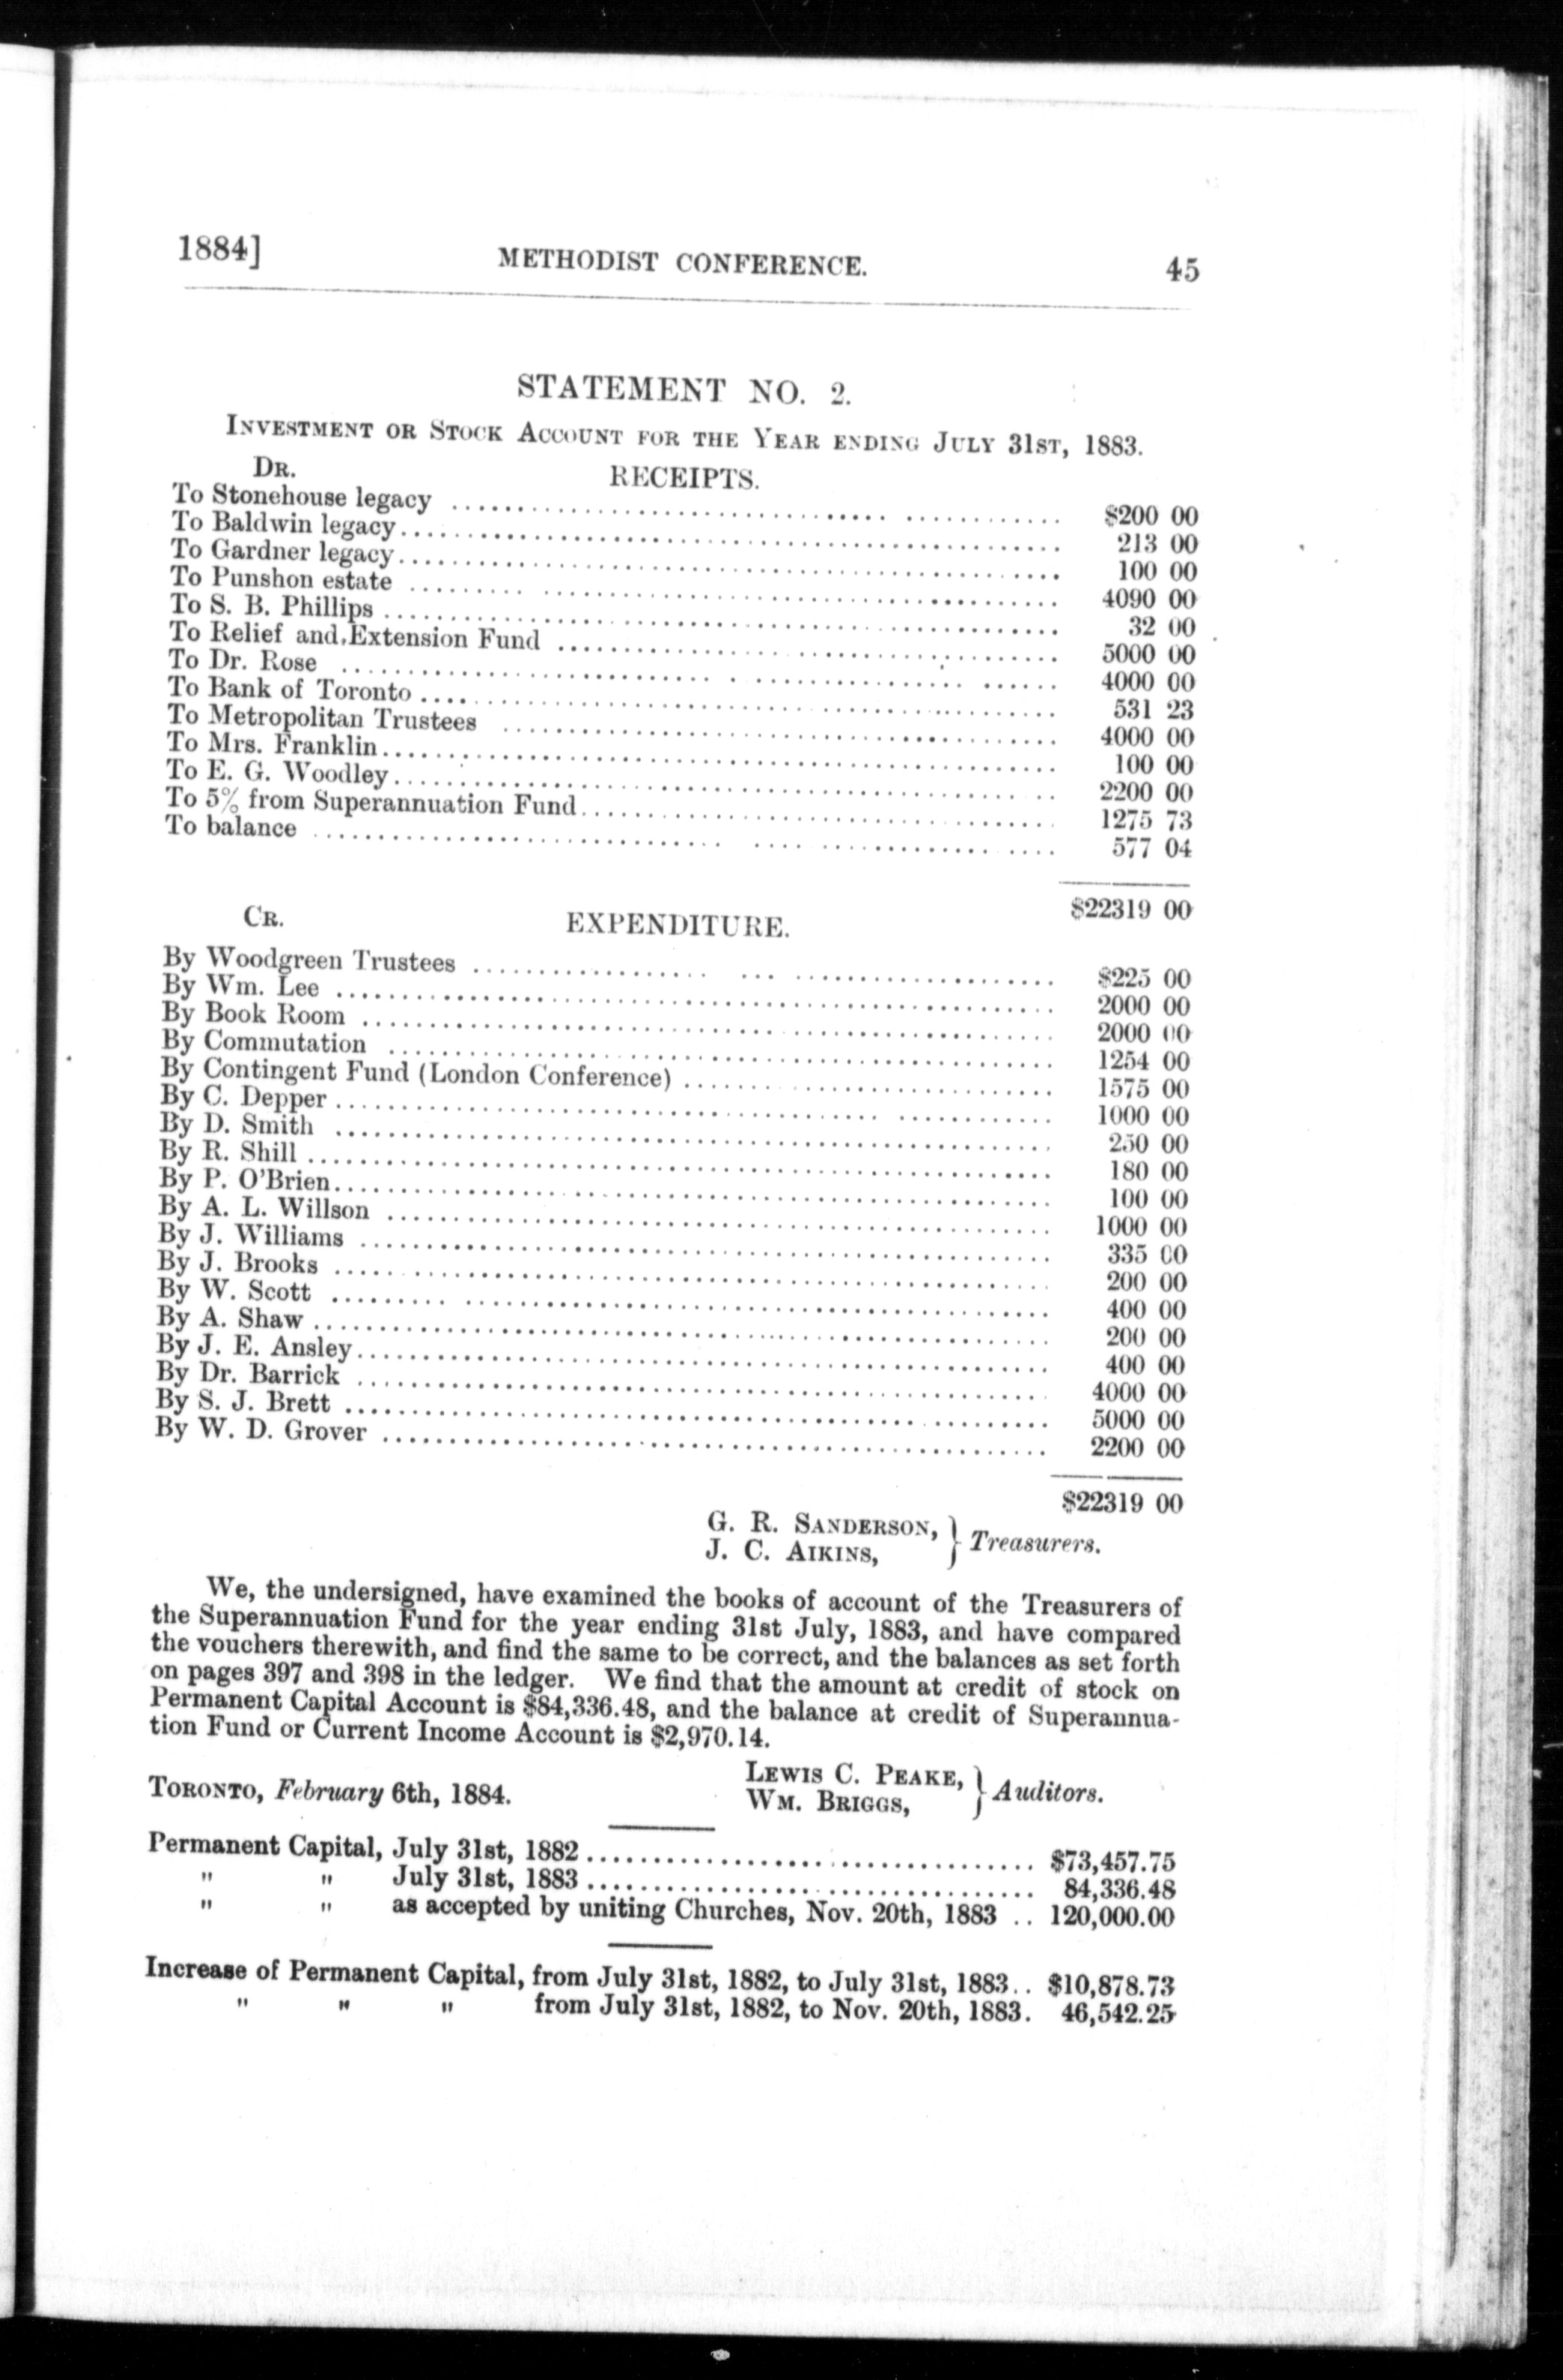 1884] METHODIST CONFERENCE. 45
STATEMENT NO. 2.
INVESTMENT OR STOCK ACCOUNT FOR THE YEAR ENDING JULY 31ST, 1883.
DR. RECEIPTS.
To Stonehouse legacy ........ $200 00
To Baldwin legacy ........ 213 00
To Gardner legacy ........ 100 00
To Punshon estate ........ 4090 00
To S. B. Phillips ........ 32 00
To Relief and Extension Fund ........ 5000 00
To Dr. Rose ........ 4000 00
To Bank of Toronto ........ 531 23
To Metropolitan Trustees ........ 4000 00
To Mrs. Franklin ........ 100 00
To E. G. Woodley ........ 2200 00
To 5% from Superannuation Fund ........ 1275 73
To balance ........ 577 04
$22319 00
CR. EXPENDITURE.
By Woodgreen Trustees ........ $225 00
By Wm. Lee ........ 2000 00
By Book Room ........ 2000 00
By Commutation ........ 1254 00
By Contingent Fund (London Conference) ........ 1575 00
By C. Depper ........ 1000 00
By D. Smith ........ 250 00
By R. Shill ........ 180 00
By P. O'Brien ........ 100 00
By A. L. Willson ........ 1000 00
By J. Williams ........ 335 00
By J. Brooks ........ 200 00
By W. Scott ........ 400 00
By A. Shaw ........ 200 00
By J. E. Ansley ........ 400 00
By Dr. Barrick ........ 4000 00
By S. J. Brett ........ 5000 00
By W. D. Grover ........ 2200 00
$22319 00
G. R. SANDERSON, } Treasurers.
J. C. AIKINS,
We, the undersigned, have examined the books of account of the Treasurers of
the Superannuation Fund for the year ending 31st July, 1883, and have compared
the vouchers therewith, and find the same to be correct, and the balances as set forth
on pages 397 and 398 in the ledger. We find that the amount at credit of stock on
Permanent Capital Account is $84,336.48, and the balance at credit of Superannua-
tion Fund or Current Income Account is $2,970.14.
LEWIS C. PEAKE, } Auditors.
TORONTO, February 6th, 1884. WM. BRIGGS,
Permanent Capital, July 31st, 1882 ........ $73,457.75
" " July 31st, 1883 ........ 84,336.48
" " as accepted by uniting Churches, Nov. 20th, 1883 .. 120,000.00
Increase of Permanent Capital, from July 31st, 1882, to July 31st, 1883.. $10,878.73
" " " from July 31st, 1882, to Nov. 20th, 1883. 46,542.25